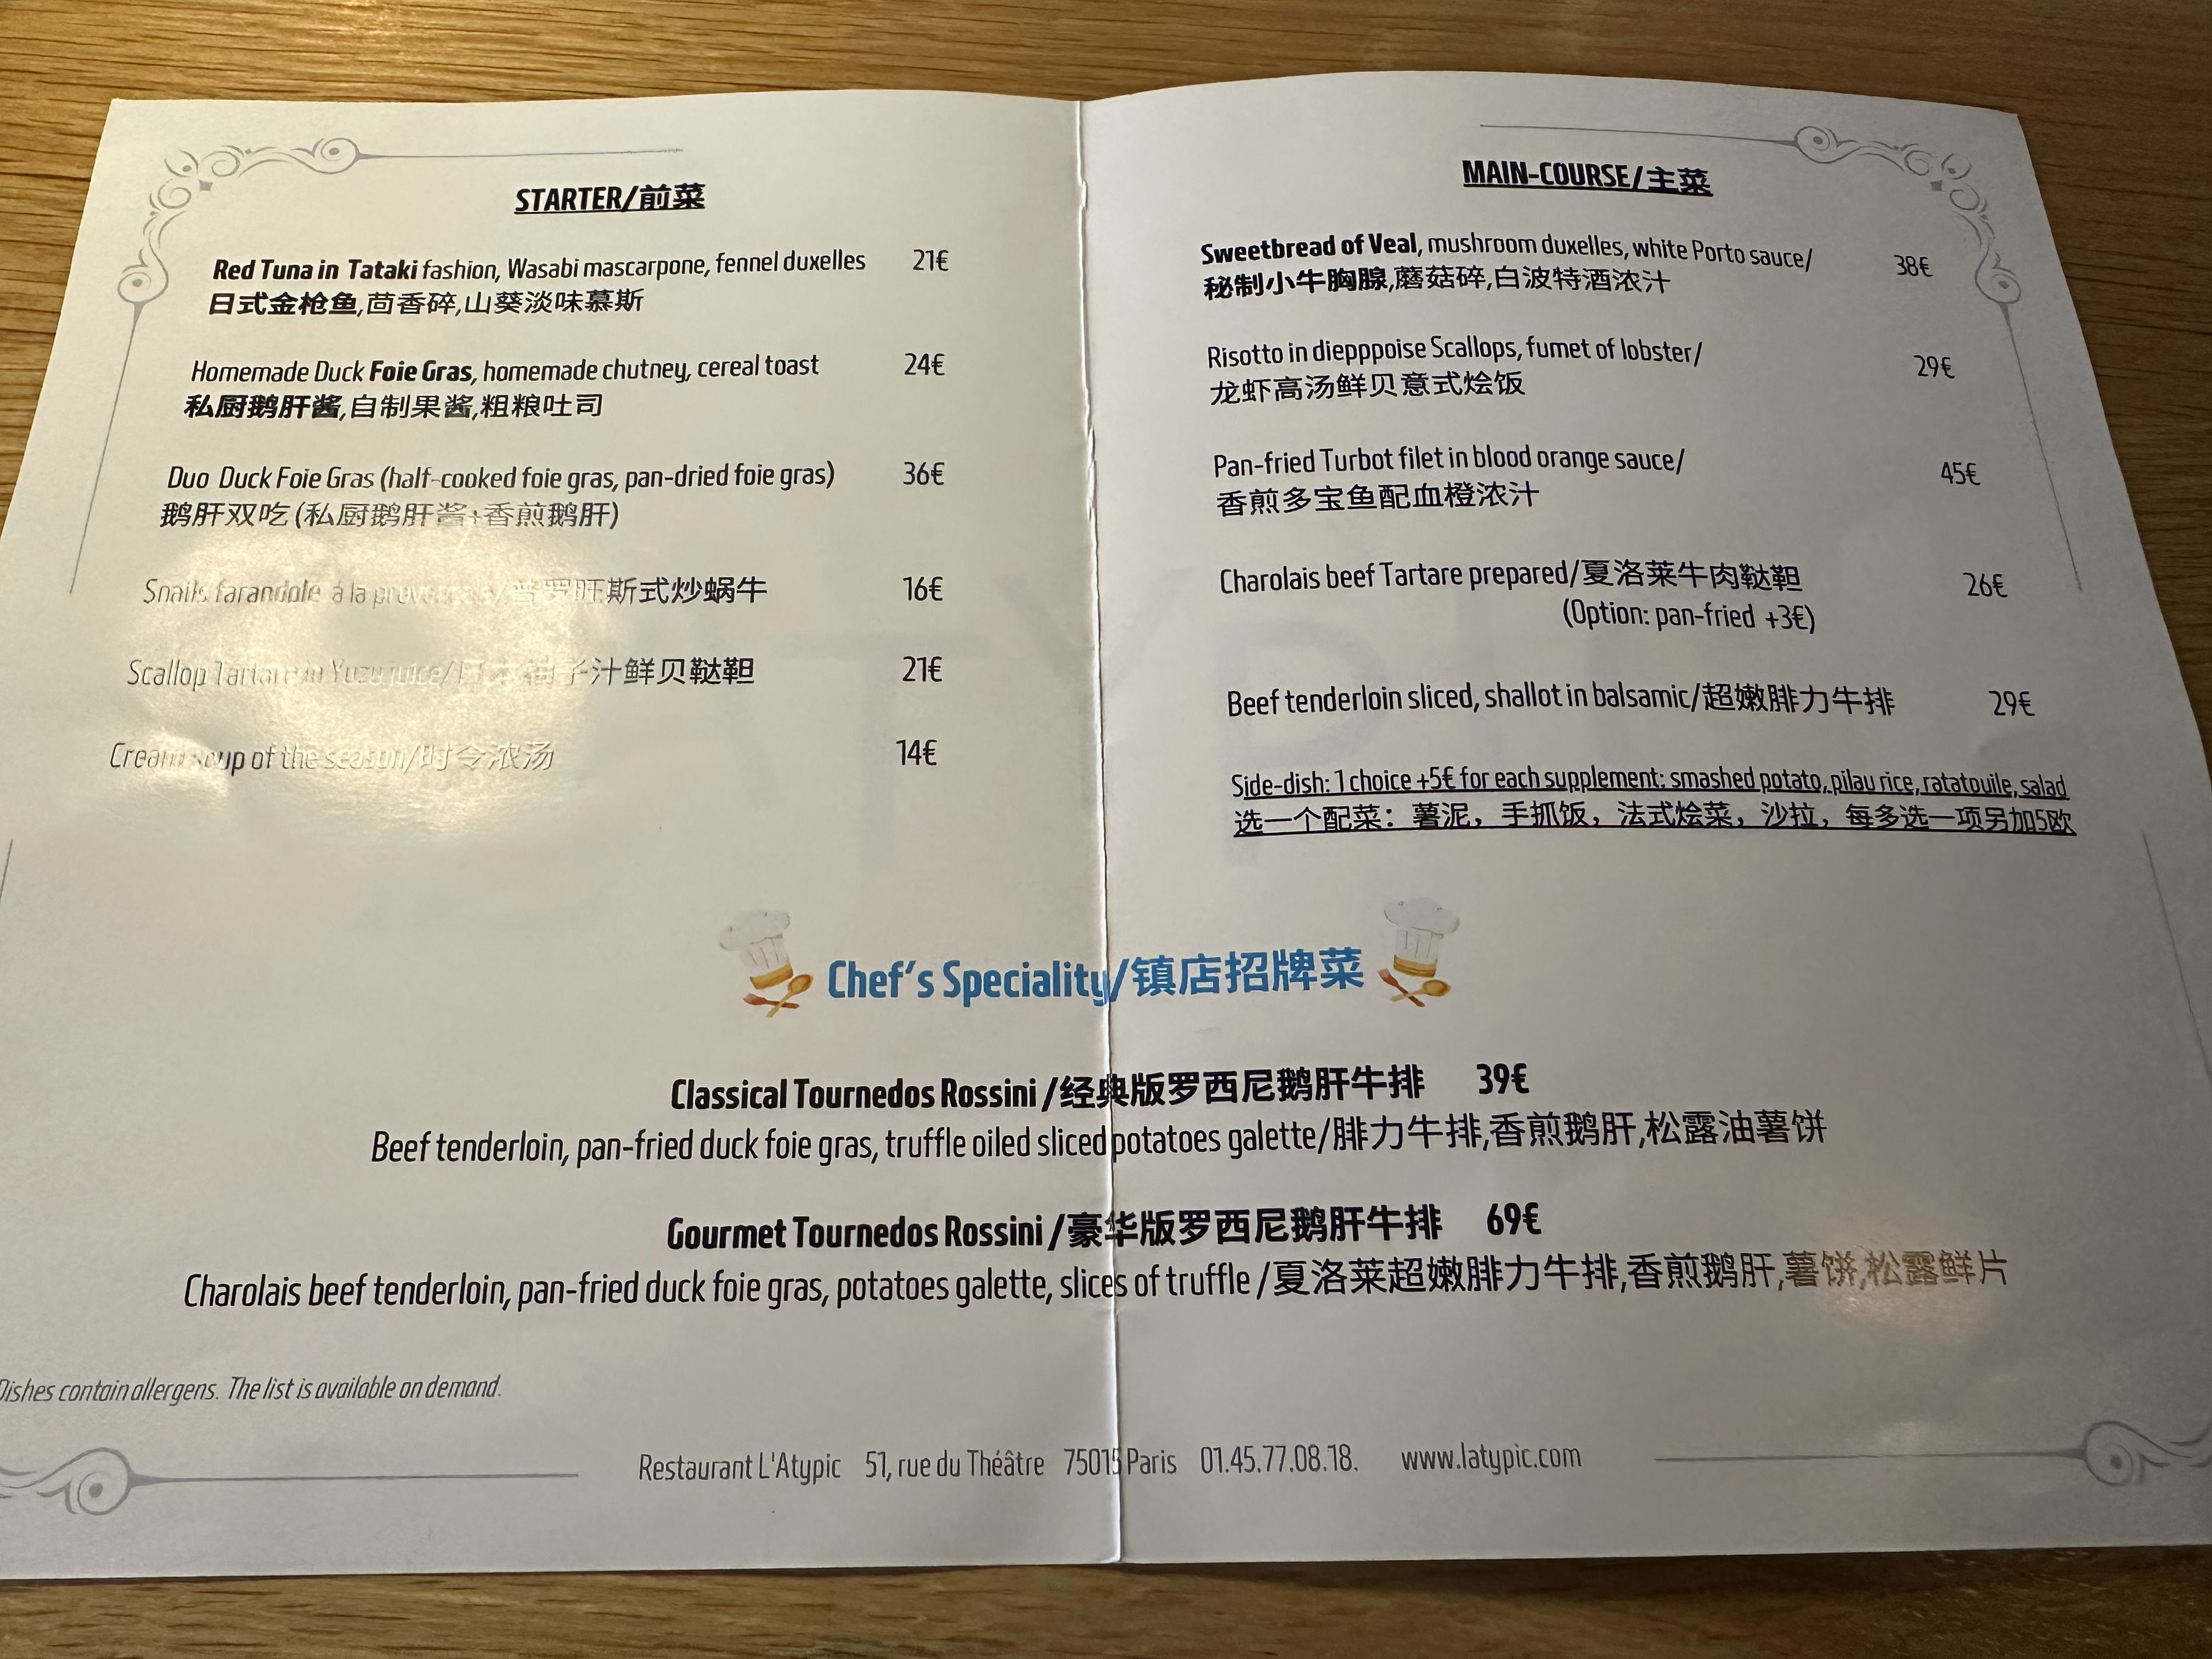 STARTER/前菜
Red Tuna in Tataki fashion, Wasabi mascarpone, fennel duxelles 21€
日式金枪鱼,茴香碎,山葵淡味慕斯
Homemade Duck Foie Gras, homemade chutney, cereal toast 24€
私厨鹅肝酱,自制果酱,粗粮吐司
Duo Duck Foie Gras (half-cooked foie gras, pan-dried foie gras) 36€
鹅肝双吃(私厨鹅肝酱+香煎鹅肝)
Snails farandole à la provençale/普罗旺斯式炒蜗牛 16€
Scallop Tartare in Yuzu juice/日本柚子汁鲜贝鞑靼 21€
Cream soup of the season/时令浓汤 14€
MAIN-COURSE/主菜
Sweetbread of Veal, mushroom duxelles, white Porto sauce/ 38€
秘制小牛胸腺,蘑菇碎,白波特酒浓汁
Risotto in diepppoise Scallops, fumet of lobster/ 29€
龙虾高汤鲜贝意式烩饭
Pan-fried Turbot filet in blood orange sauce/ 45€
香煎多宝鱼配血橙浓汁
Charolais beef Tartare prepared/夏洛莱牛肉鞑靼 26€
(Option: pan-fried +3€)
Beef tenderloin sliced, shallot in balsamic/超嫩腓力牛排 29€
Side-dish: 1 choice +5€ for each supplement: smashed potato, pilau rice, ratatouile, salad
选一个配菜：薯泥，手抓饭，法式烩菜，沙拉，每多选一项另加5欧
Chef's Speciality/镇店招牌菜
Classical Tournedos Rossini /经典版罗西尼鹅肝牛排 39€
Beef tenderloin, pan-fried duck foie gras, truffle oiled sliced potatoes galette/腓力牛排,香煎鹅肝,松露油薯饼
Gourmet Tournedos Rossini /豪华版罗西尼鹅肝牛排 69€
Charolais beef tenderloin, pan-fried duck foie gras, potatoes galette, slices of truffle /夏洛莱超嫩腓力牛排,香煎鹅肝,薯饼,松露鲜片
Dishes contain allergens. The list is available on demand.
Restaurant L'Atypic 51, rue du Théâtre 75015 Paris 01.45.77.08.18. www.latypic.com